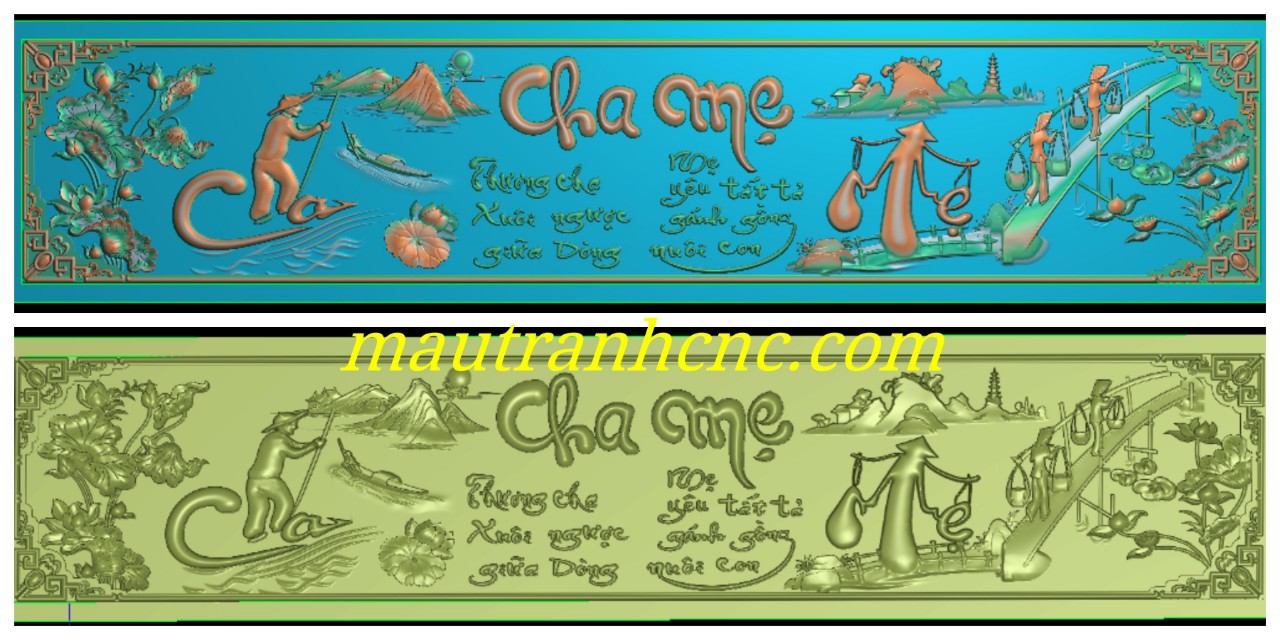 Cha mẹ
Cha
Thương cha
Xuôi ngược
giữa Dòng
Mẹ
yêu tất tả
gánh gồng
nuôi con
Mẹ
mautranhcnc.com
Cha mẹ
Cha
Thương cha
Xuôi ngược
giữa Dòng
Mẹ
yêu tất tả
gánh gồng
nuôi con
Mẹ